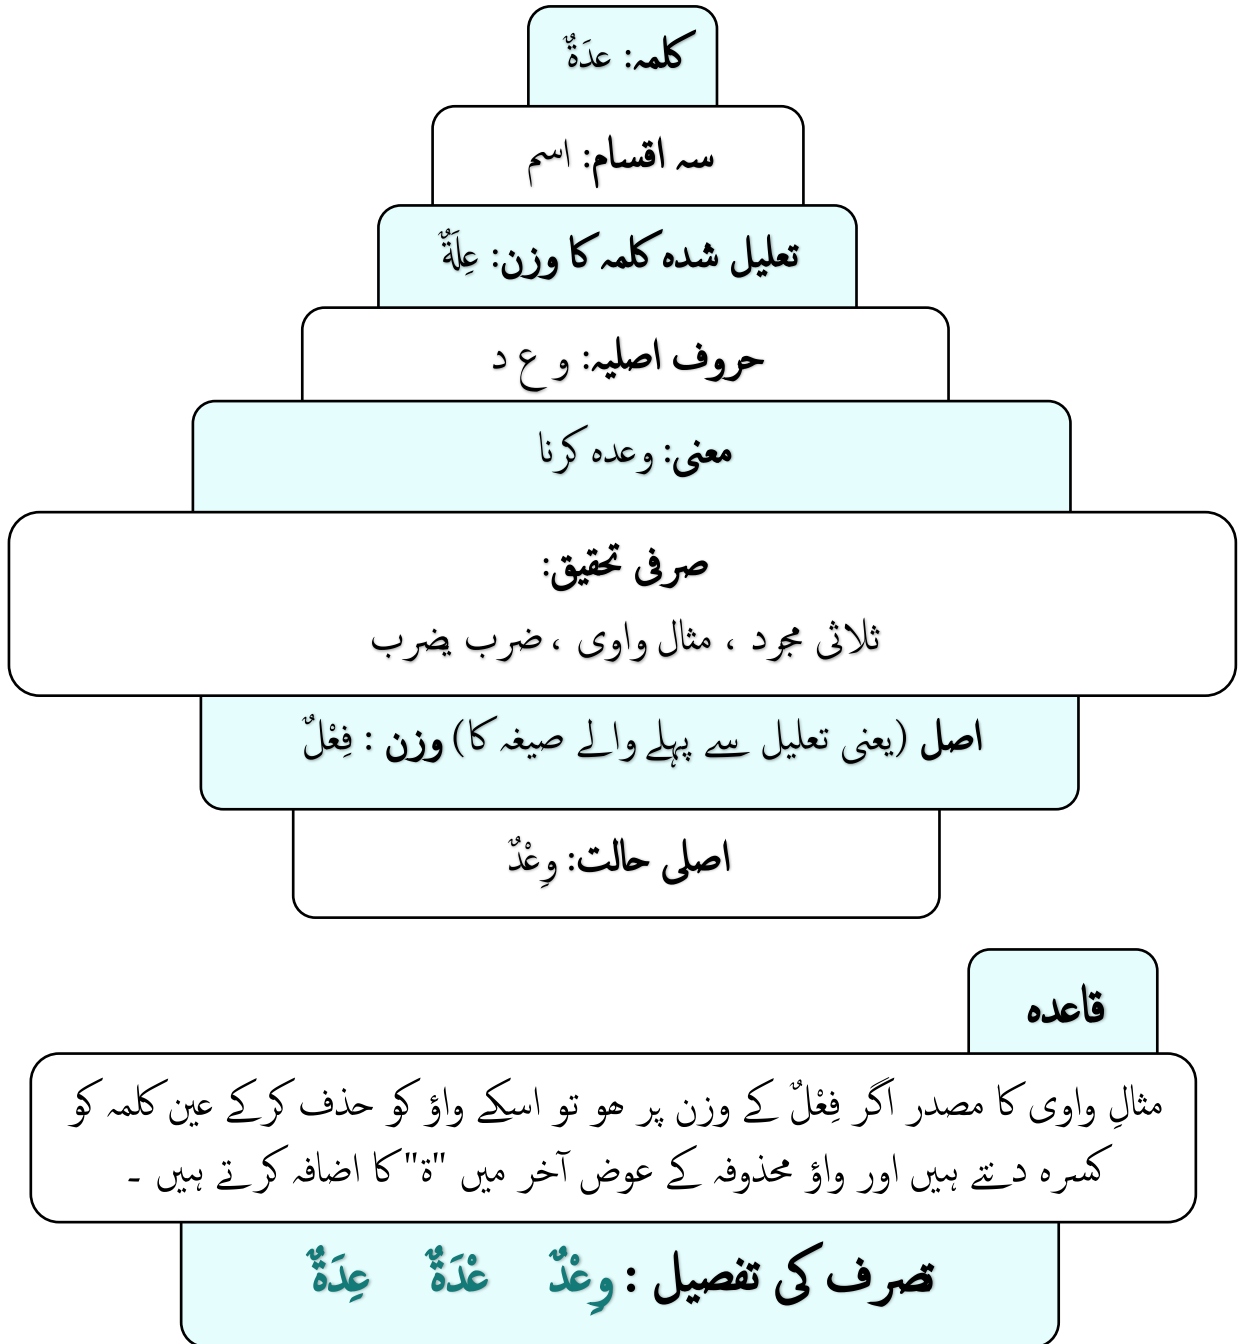 کلمہ: عدَةٌ
سہ اقسام: اسم
تعلیل شدہ کلمہ کا وزن: عِلَةٌ
حروف اصلیہ: و ع د
معنی: وعدہ کرنا
صرفی تحقیق:
ثلاثی مجرد ، مثال واوی ، ضرب یضرب
اصل (یعنی تعلیل سے پہلے والے صیغہ کا) وزن : فِعْلٌ
اصلی حالت: وِعْدٌ
قاعدہ
مثالِ واوی کا مصدر اگر فِعْلٌ کے وزن پر ھو تو اسکے واؤ کو حذف کرکے عین کلمہ کو
کسرہ دنتے ہیں اور واؤ محذوفہ کے عوض آخر میں "ة" کا اضافہ کرتے ہیں ۔
تصرف کی تفصیل : وِعْدٌ عْدَةٌ عِدَةٌ